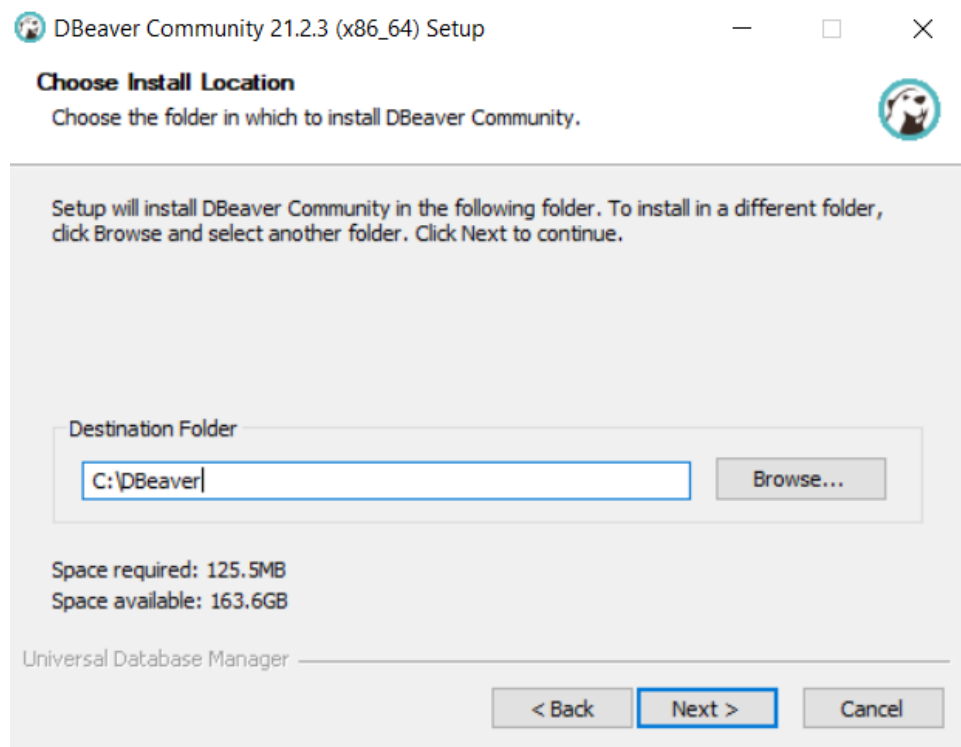 DBeaver Community 21.2.3 (x86_64) Setup
Choose Install Location
Choose the folder in which to install DBeaver Community.
Setup will install DBeaver Community in the following folder. To install in a different folder,
click Browse and select another folder. Click Next to continue.
Destination Folder
C:\DBeaver
Browse...
Space required: 125.5MB
Space available: 163.6GB
Universal Database Manager
< Back
Next >
Cancel